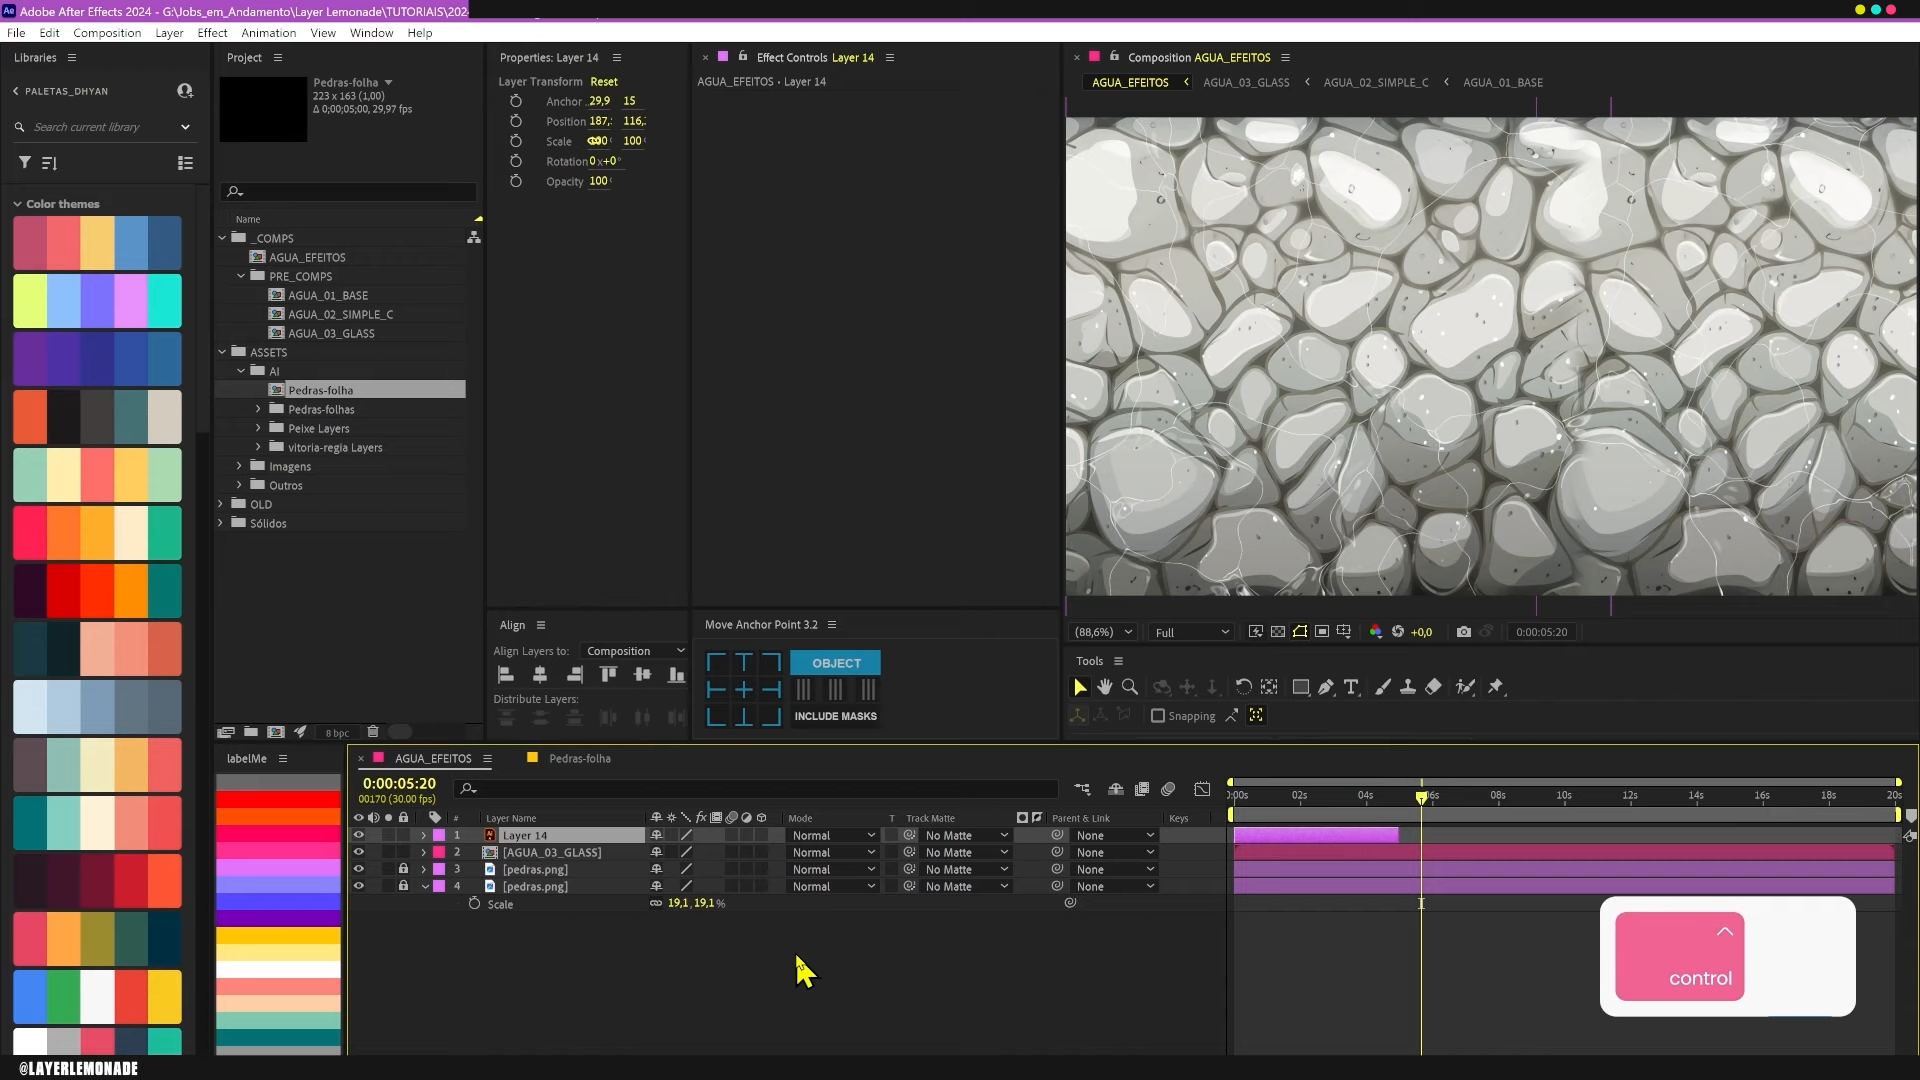 Adobe After Effects 2024 - G:\Jobs_em_Andamento\Layer Lemonade\TUTORIAIS\2024
File Edit Composition Layer Effect Animation View Window Help
Libraries
PALETAS_DHYAN
Search current library
Color themes
Project
Pedras-folha
223 x 163 (1,00)
Δ 0;00;05;00, 29,97 fps
Name
_COMPS
AGUA_EFEITOS
PRE_COMPS
AGUA_01_BASE
AGUA_02_SIMPLE_C
AGUA_03_GLASS
ASSETS
AI
Pedras-folha
Pedras-folhas
Peixe Layers
vitoria-regia Layers
Imagens
Outros
OLD
Sólidos
8 bpc
Properties: Layer 14
Layer Transform Reset
Anchor .. 29,9 15
Position 187,: 116,:
Scale 100 100
Rotation 0x+0°
Opacity 100
Align
Align Layers to: Composition
Distribute Layers:
Effect Controls Layer 14
AGUA_EFEITOS • Layer 14
Move Anchor Point 3.2
OBJECT
INCLUDE MASKS
Composition AGUA_EFEITOS
AGUA_EFEITOS AGUA_03_GLASS AGUA_02_SIMPLE_C AGUA_01_BASE
(88,6%) Full +0,0 0:00:05:20
Tools
Snapping
labelMe
AGUA_EFEITOS Pedras-folha
0:00:05:20
00170 (30.00 fps)
:00s 02s 04s 06s 08s 10s 12s 14s 16s 18s 20s
# Layer Name Mode T Track Matte Parent & Link Keys
1 Layer 14 Normal No Matte None
2 [AGUA_03_GLASS] Normal No Matte None
3 [pedras.png] Normal No Matte None
4 [pedras.png] Normal No Matte None
Scale 19,1, 19,1 %
control
@LAYERLEMONADE